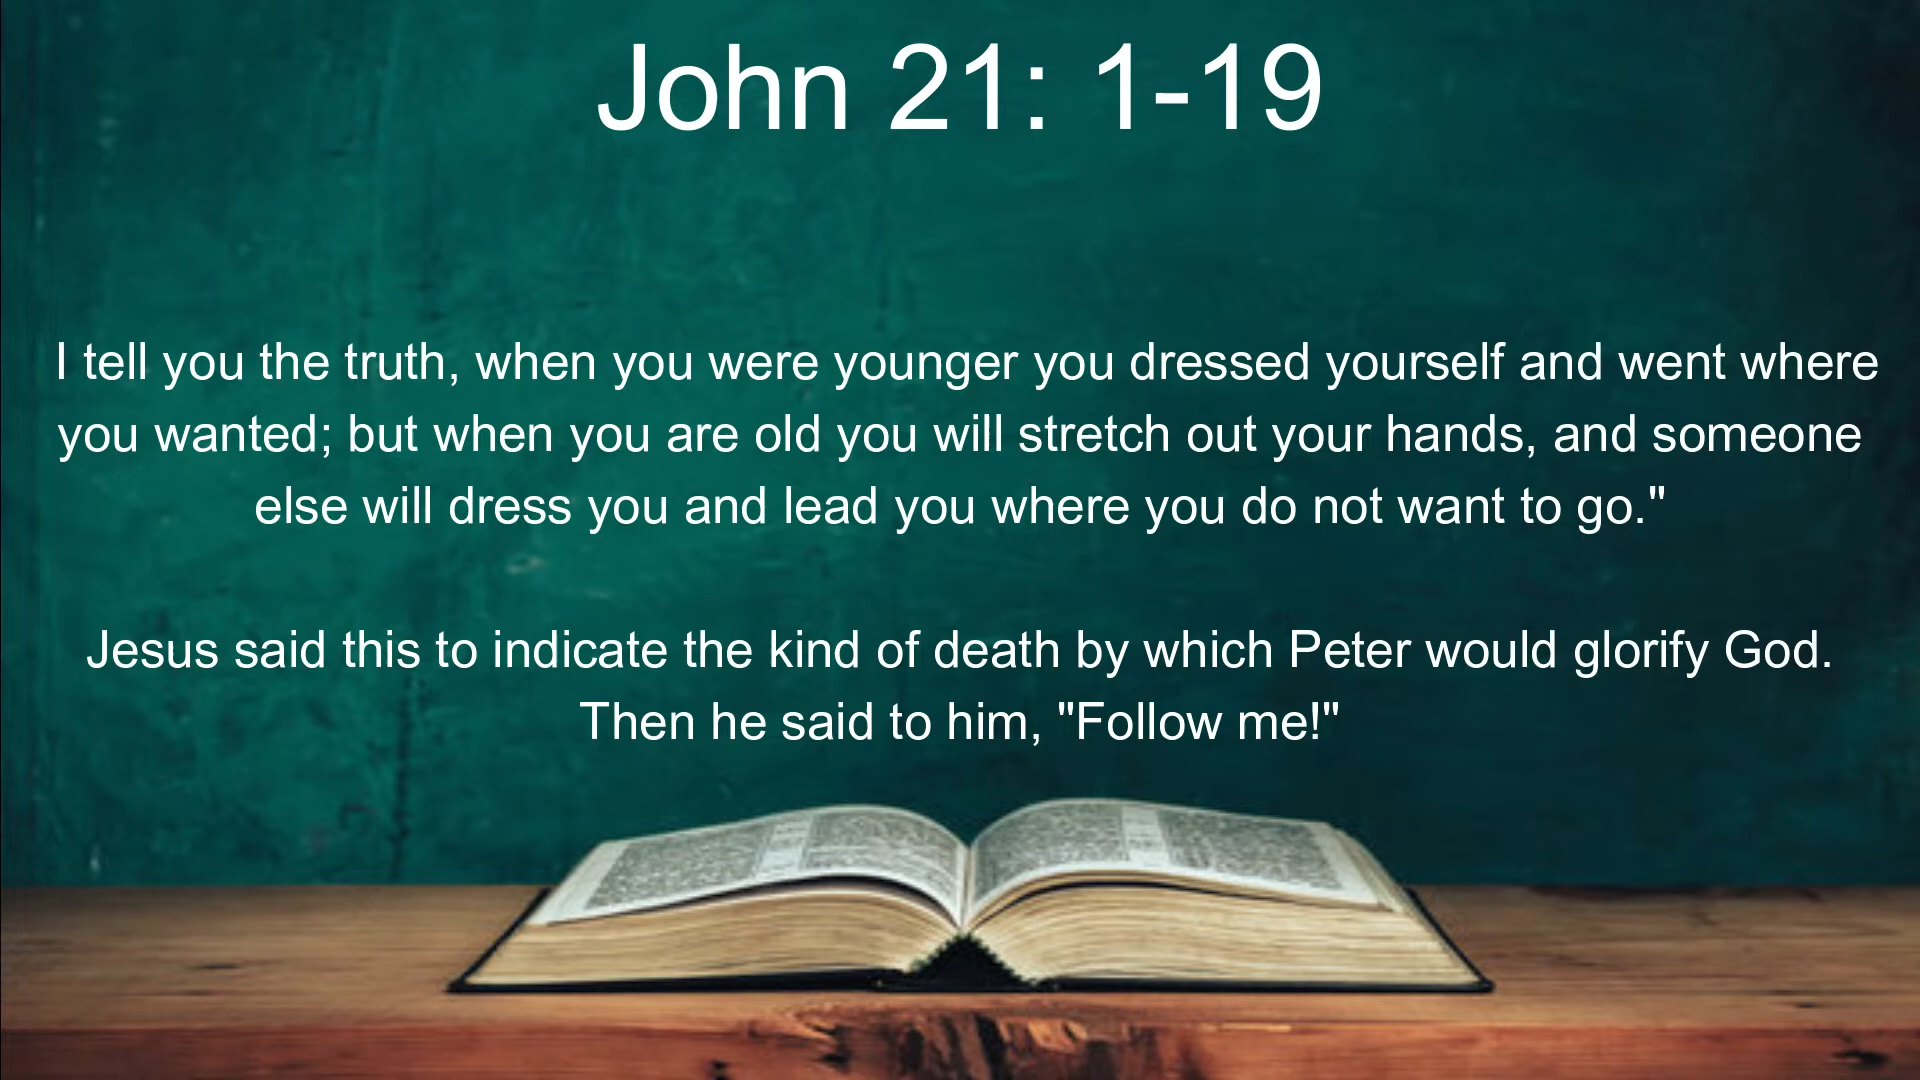 John 21: 1-19
I tell you the truth, when you were younger you dressed yourself and went where
you wanted; but when you are old you will stretch out your hands, and someone
else will dress you and lead you where you do not want to go."
Jesus said this to indicate the kind of death by which Peter would glorify God.
Then he said to him, "Follow me!"